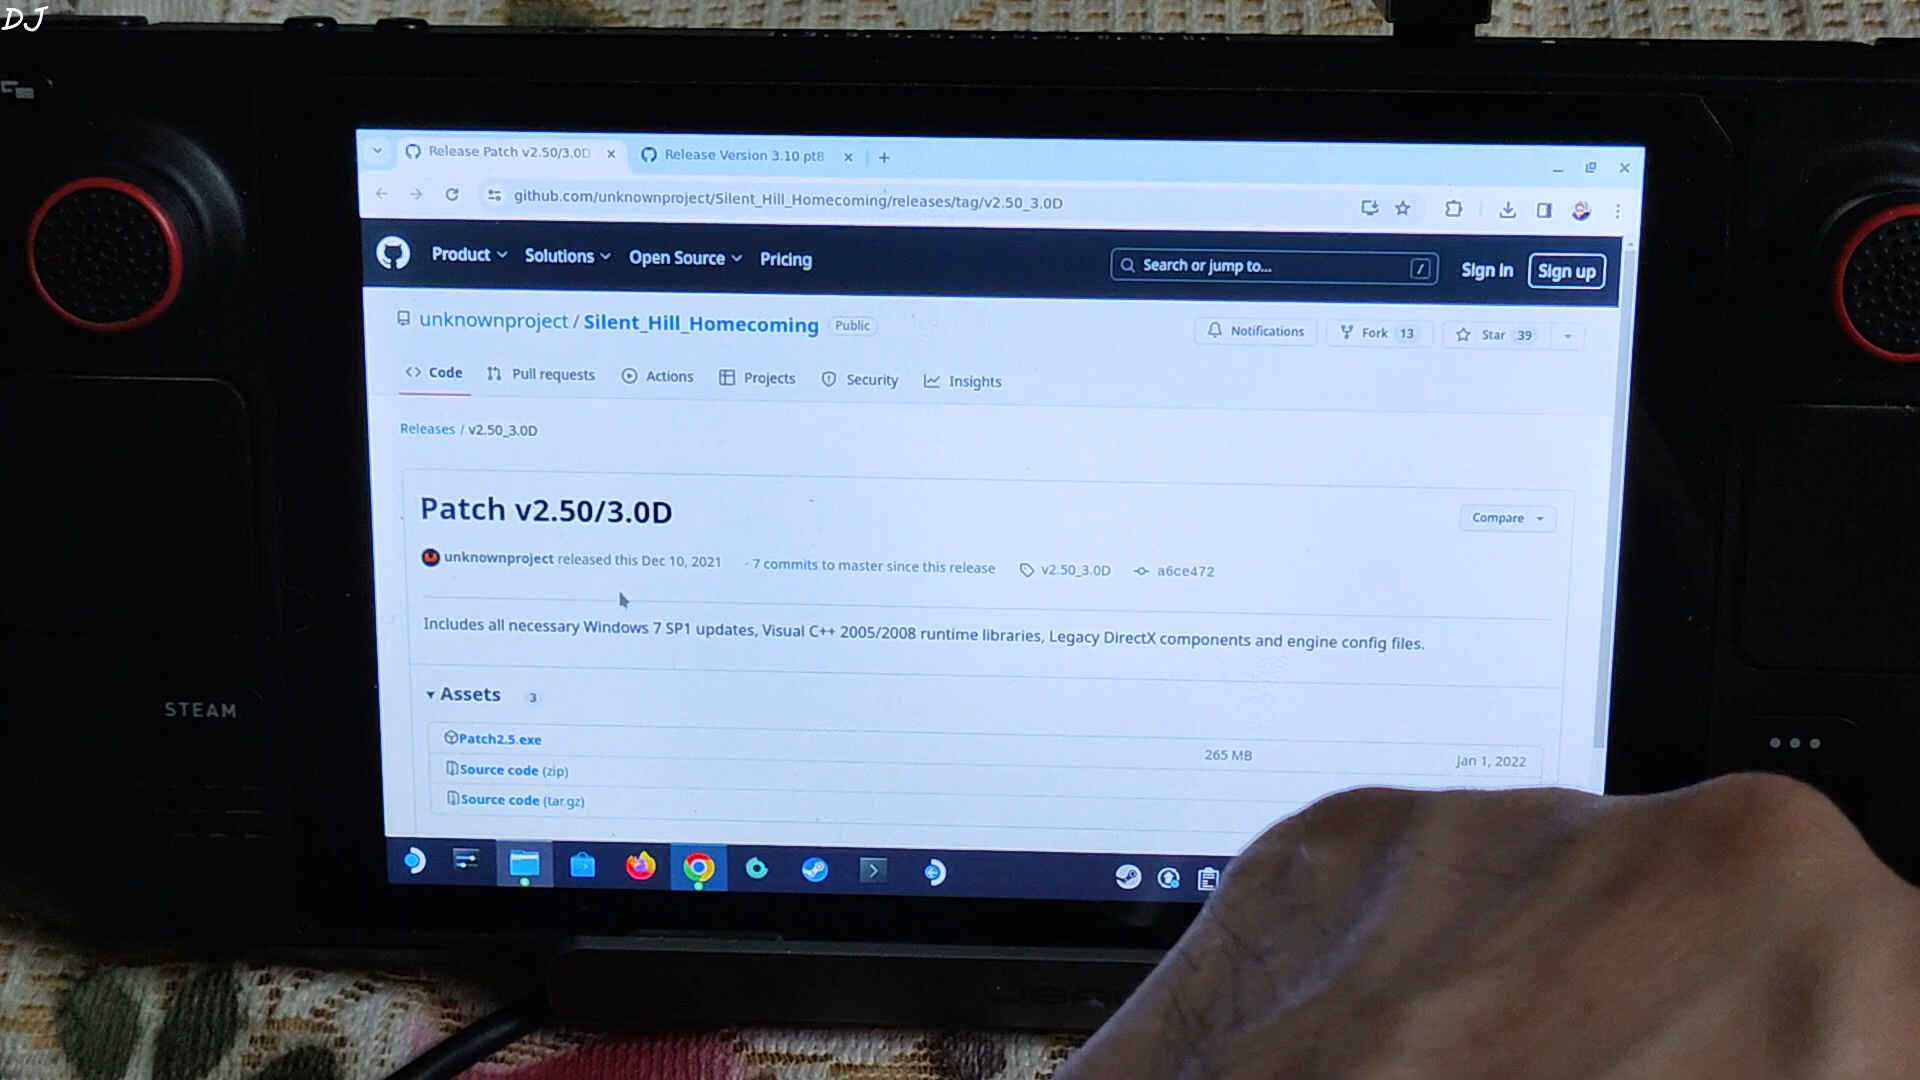 DJ
Release Patch v2.50/3.0D
Release Version 3.10 pt8
github.com/unknownproject/Silent_Hill_Homecoming/releases/tag/v2.50_3.0D
Product Solutions Open Source Pricing
Search or jump to... /
Sign in Sign up
unknownproject / Silent_Hill_Homecoming Public
Notifications Fork 13 Star 39
Code Pull requests Actions Projects Security Insights
Releases / v2.50_3.0D
Patch v2.50/3.0D
Compare
unknownproject released this Dec 10, 2021 · 7 commits to master since this release v2.50_3.0D a6ce472
Includes all necessary Windows 7 SP1 updates, Visual C++ 2005/2008 runtime libraries, Legacy DirectX components and engine config files.
Assets 3
Patch2.5.exe 265 MB Jan 1, 2022
Source code (zip)
Source code (tar.gz)
STEAM